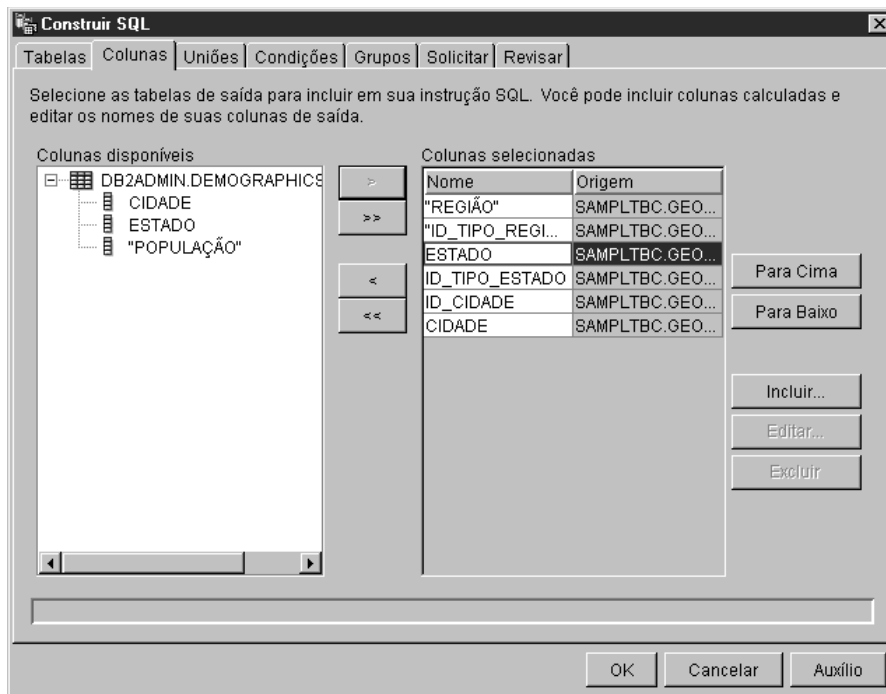 Construir SQL
Tabelas Colunas Uniões Condições Grupos Solicitar Revisar
Selecione as tabelas de saída para incluir em sua instrução SQL. Você pode incluir colunas calculadas e
editar os nomes de suas colunas de saída.
Colunas disponíveis
DB2ADMIN.DEMOGRAPHICS
CIDADE
ESTADO
"POPULAÇÃO"
>
>>
<
<<
Colunas selecionadas
Nome Origem
"REGIÃO" SAMPLTBC.GEO...
"ID_TIPO_REGI... SAMPLTBC.GEO...
ESTADO SAMPLTBC.GEO...
ID_TIPO_ESTADO SAMPLTBC.GEO...
ID_CIDADE SAMPLTBC.GEO...
CIDADE SAMPLTBC.GEO...
Para Cima
Para Baixo
Incluir...
Editar...
Excluir
OK Cancelar Auxílio